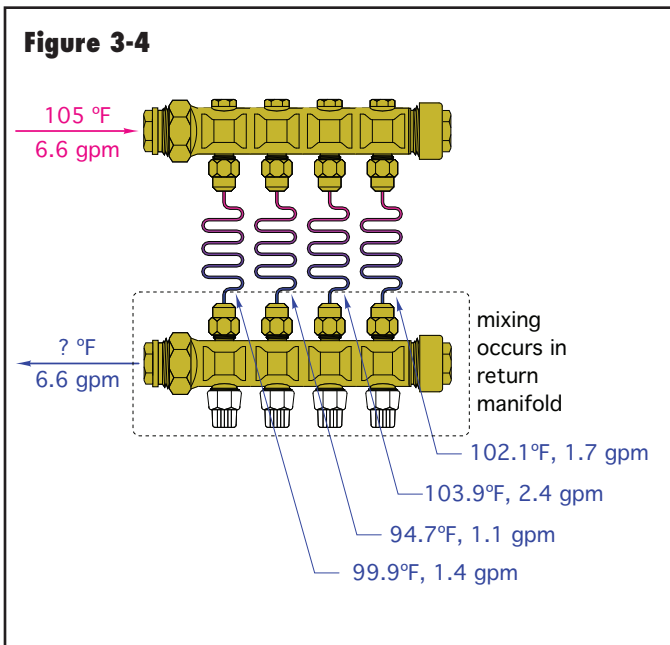 Figure 3-4
105 ºF
6.6 gpm
? ºF
6.6 gpm
mixing
occurs in
return
manifold
102.1ºF, 1.7 gpm
103.9ºF, 2.4 gpm
94.7ºF, 1.1 gpm
99.9ºF, 1.4 gpm